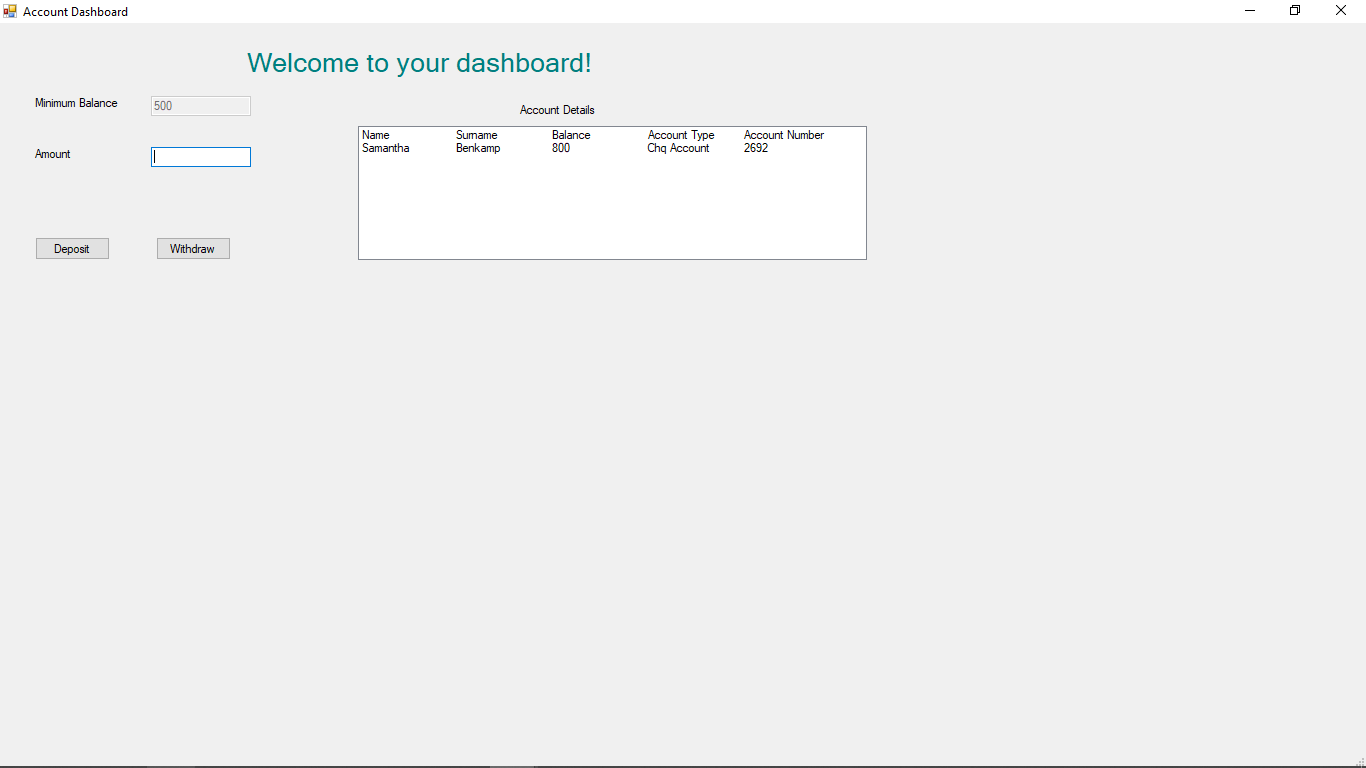 Account Dashboard
Welcome to your dashboard!
Minimum Balance 500
Account Details
Amount
Name Surname Balance Account Type Account Number
Samantha Benkamp 800 Chq Account 2692
Deposit Withdraw